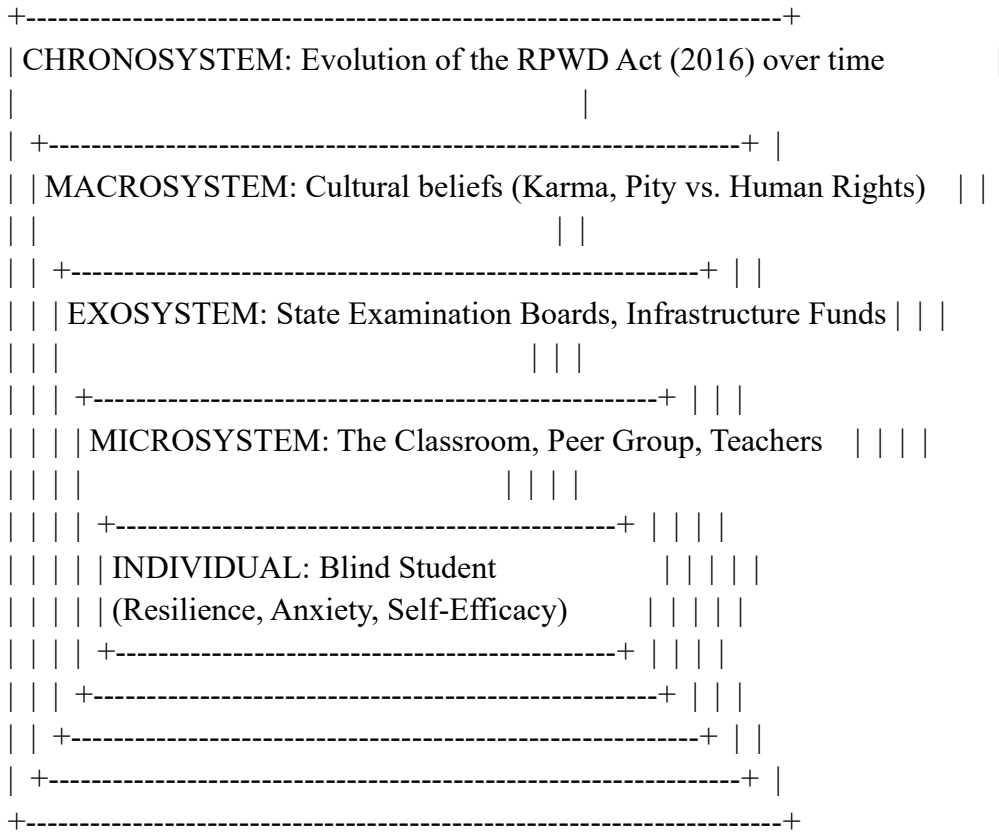 +-----------------------------------------------------------------------+
| CHRONOSYSTEM: Evolution of the RPWD Act (2016) over time |
| |
| +-----------------------------------------------------------------+ |
| | MACROSYSTEM: Cultural beliefs (Karma, Pity vs. Human Rights) | |
| | | |
| | +-----------------------------------------------------------+ | |
| | | EXOSYSTEM: State Examination Boards, Infrastructure Funds | | |
| | | | | |
| | | +-----------------------------------------------------+ | | |
| | | | MICROSYSTEM: The Classroom, Peer Group, Teachers | | | |
| | | | | | | |
| | | | +-----------------------------------------------+ | | | |
| | | | | INDIVIDUAL: Blind Student | | | | |
| | | | | (Resilience, Anxiety, Self-Efficacy) | | | | |
| | | | +-----------------------------------------------+ | | | |
| | | +-----------------------------------------------------+ | | |
| | +-----------------------------------------------------------+ | |
| +-----------------------------------------------------------------+ |
+-----------------------------------------------------------------------+